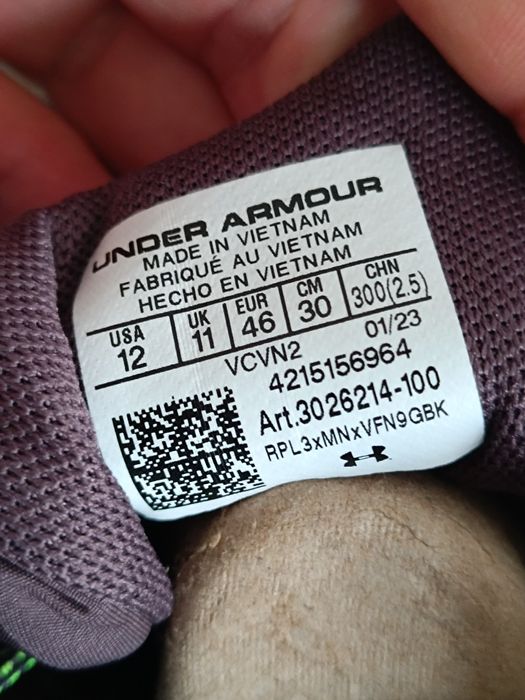 UNDER ARMOUR
MADE IN VIETNAM
FABRIQUÉ AU VIETNAM
HECHO EN VIETNAM
USA UK EUR CM CHN
12 11 46 30 300(2.5)
VCVN2 01/23
4215156964
Art.3026214-100
RPL3xMNxVFN9GBK